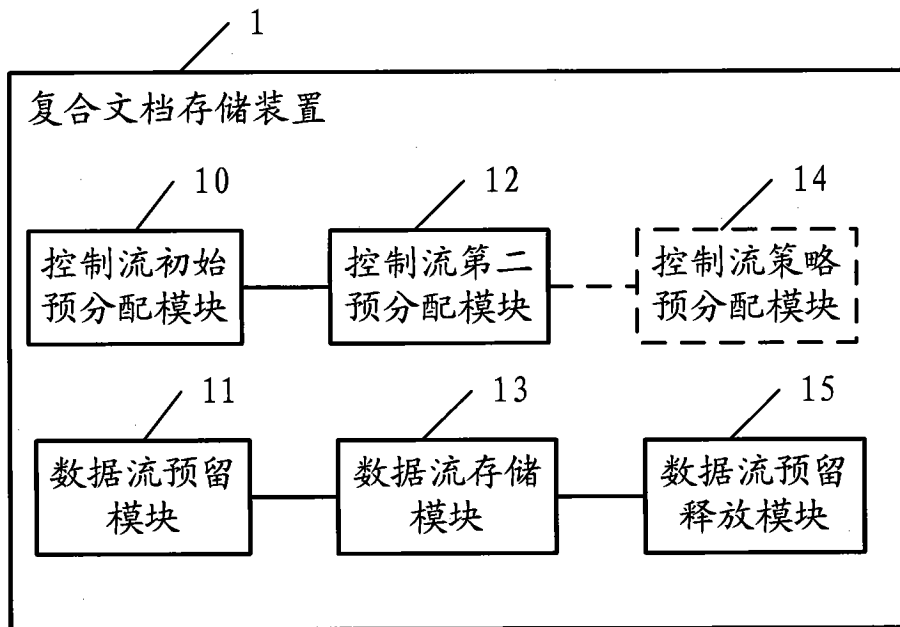 1
复合文档存储装置
10
12
14
控制流初始
预分配模块
控制流第二
预分配模块
控制流策略
预分配模块
11
13
15
数据流预留
模块
数据流存储
模块
数据流预留
释放模块